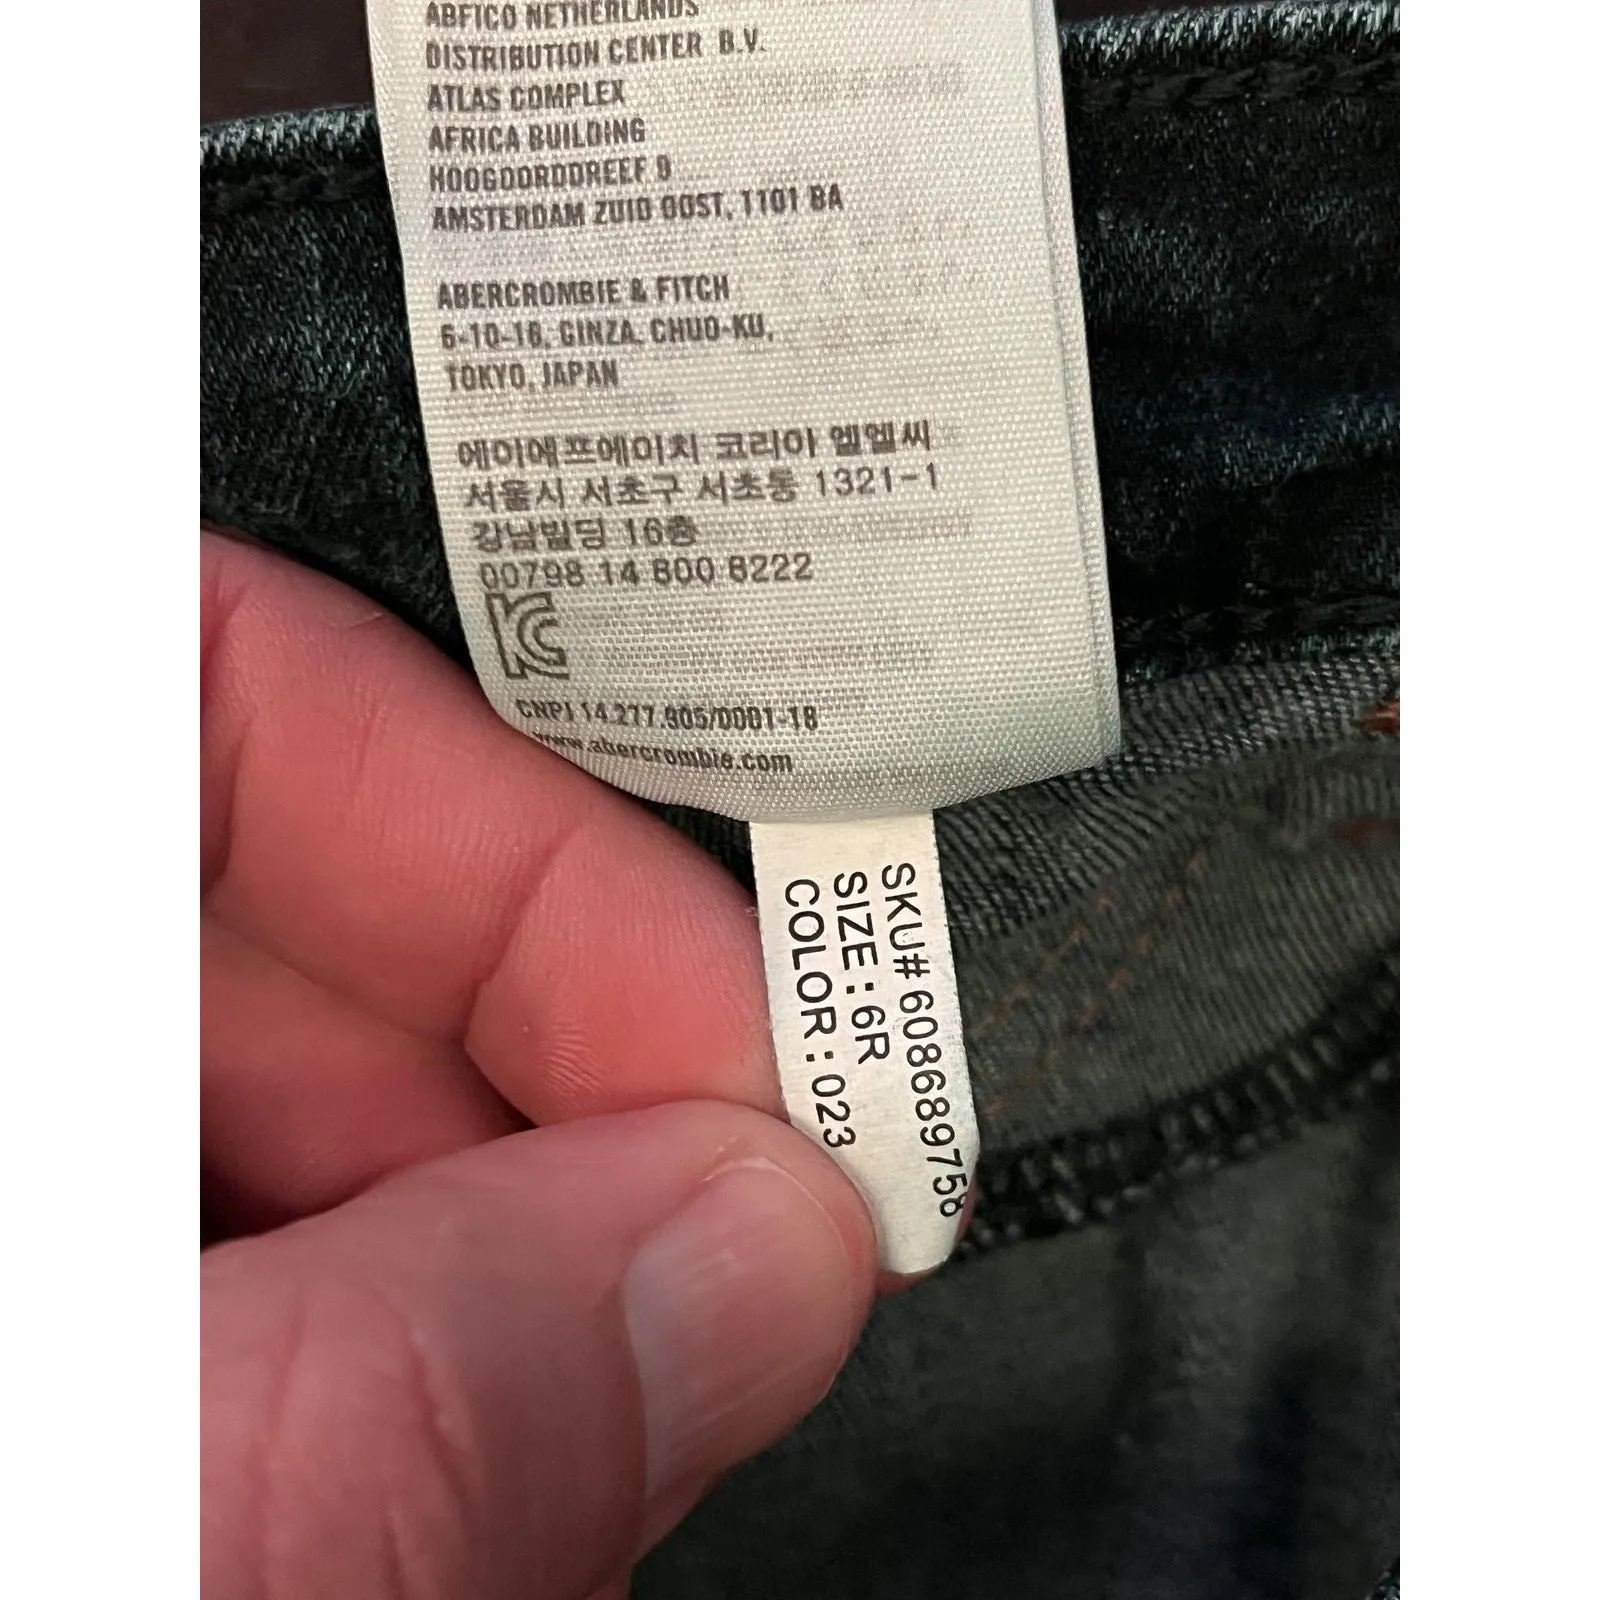 ABFICO NETHERLANDS
DISTRIBUTION CENTER B.V.
ATLAS COMPLEX
AFRICA BUILDING
HOOGOORDDREEF 9
AMSTERDAM ZUID OOST, 1101 BA
ABERCROMBIE & FITCH
6-10-16, GINZA, CHUO-KU,
TOKYO, JAPAN
에이에프에이치 코리아 엘엘씨
서울시 서초구 서초동 1321-1
강남빌딩 16층
00798 14 800 8222
KC
CNPJ 14.277.905/0001-18
www.abercrombie.com
SKU# 608689758
SIZE : 6R
COLOR : 023